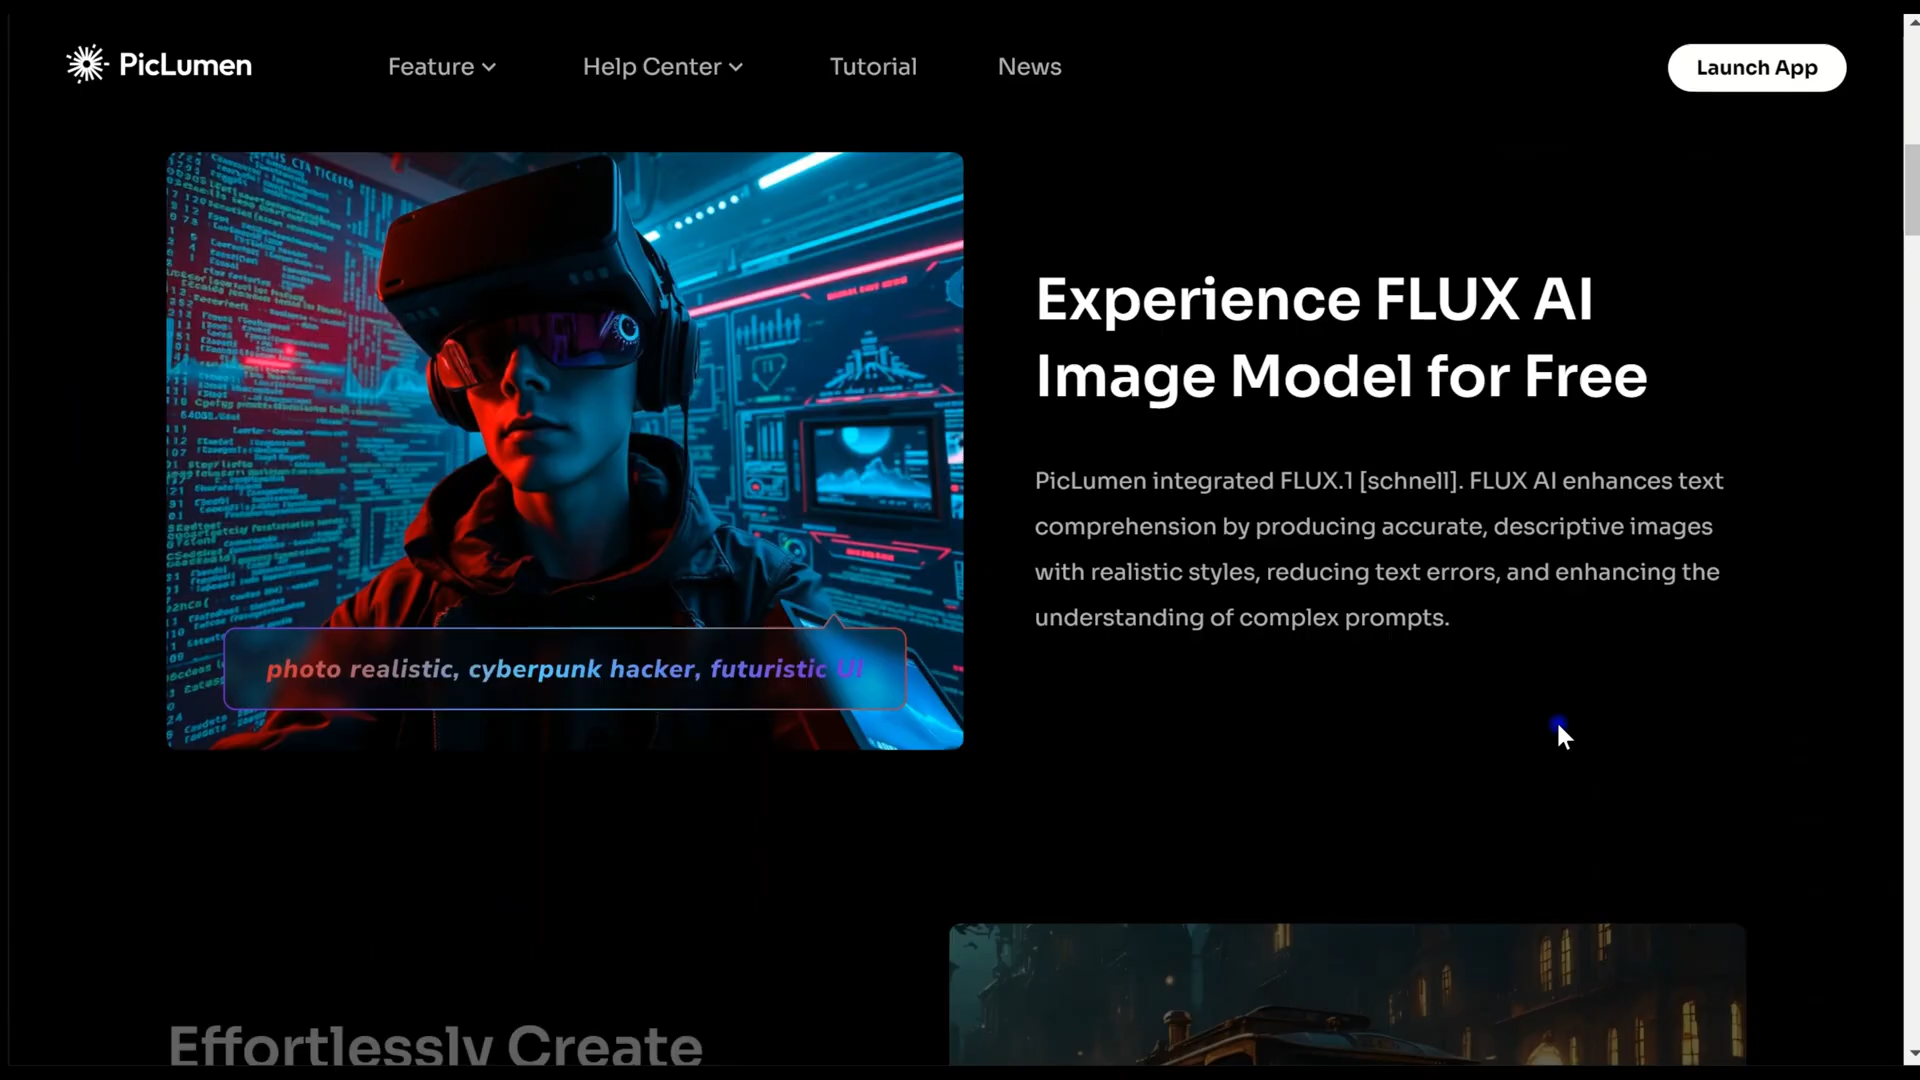 PicLumen
Feature
Help Center
Tutorial
News
Launch App
Experience FLUX AI
Image Model for Free
PicLumen integrated FLUX.1 [schnell]. FLUX AI enhances text
comprehension by producing accurate, descriptive images
with realistic styles, reducing text errors, and enhancing the
understanding of complex prompts.
photo realistic, cyberpunk hacker, futuristic UI
Effortlessly Create